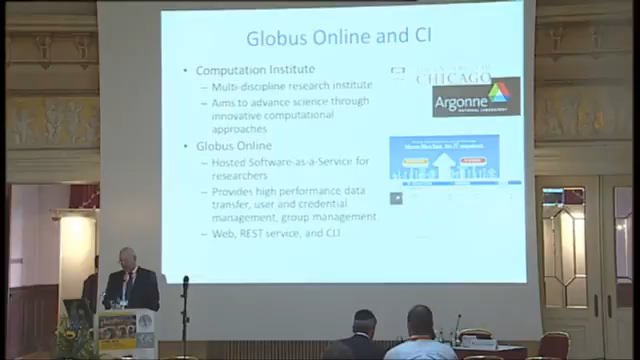 Globus Online and CI
• Computation Institute
– Multi-discipline research institute
– Aims to advance science through
innovative computational
approaches
• Globus Online
– Hosted Software-as-a-Service for
researchers
– Provides high performance data
transfer, user and credential
management, group management
– Web, REST service, and CLI
CHICAGO
Argonne
NATIONAL LABORATORY